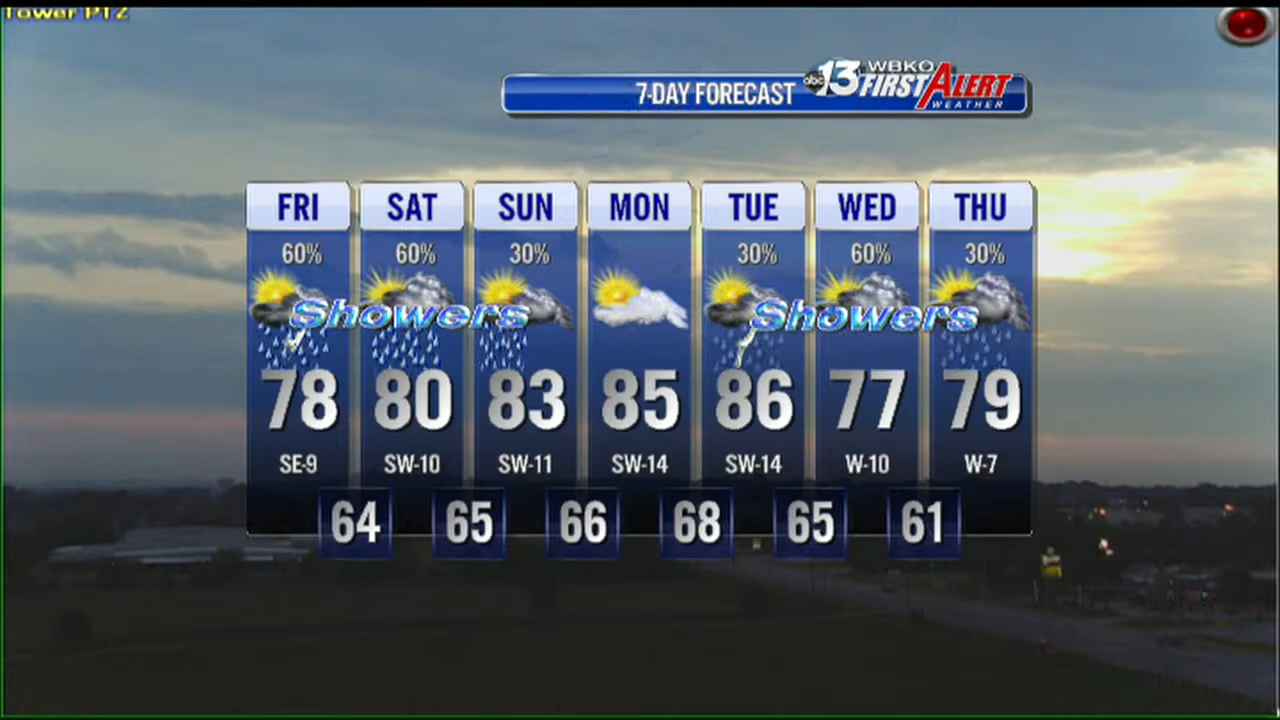 Tower PTZ
7-DAY FORECAST
abc 13 WBKO FIRST ALERT WEATHER
FRI SAT SUN MON TUE WED THU
60% 60% 30% 30% 60% 30%
Showers Showers
78 80 83 85 86 77 79
SE-9 SW-10 SW-11 SW-14 SW-14 W-10 W-7
64 65 66 68 65 61